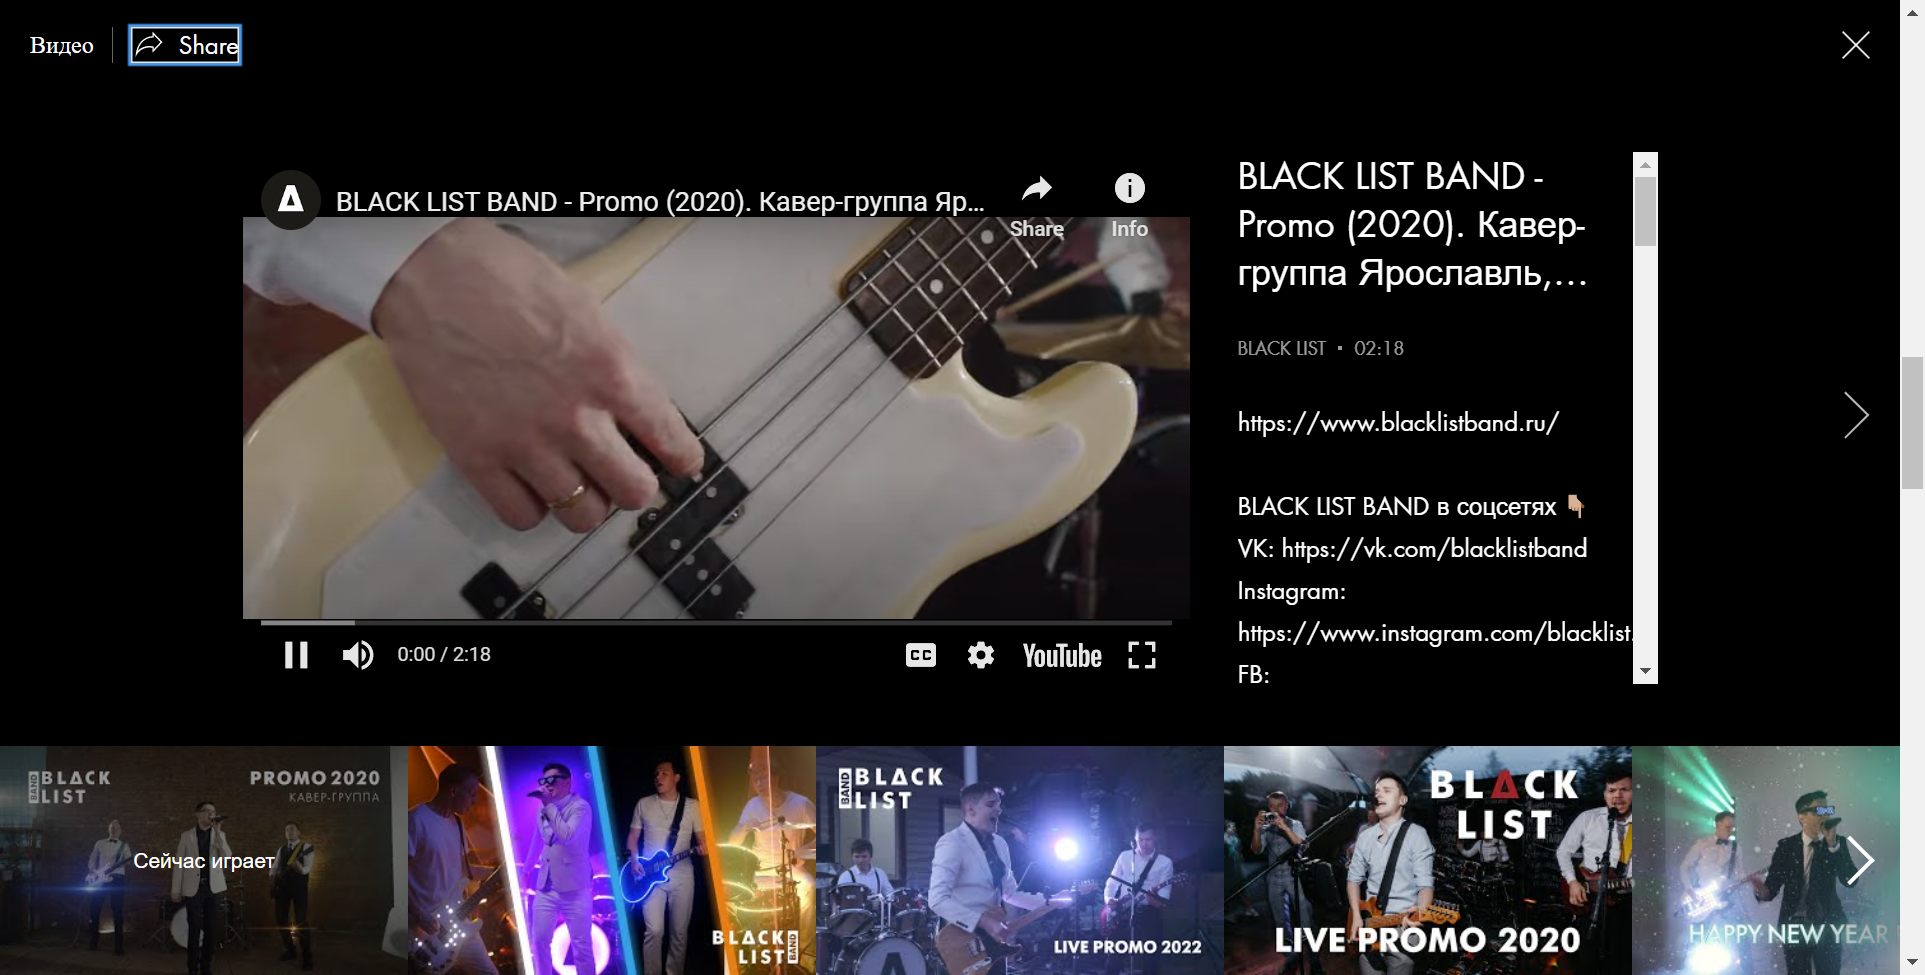 Видео
Share
BLACK LIST BAND - Promo (2020). Кавер-группа Яр...
Share
Info
0:00 / 2:18
CC
YouTube
BLACK LIST BAND -
Promo (2020). Кавер-
группа Ярославль,...
BLACK LIST • 02:18
https://www.blacklistband.ru/
BLACK LIST BAND в соцсетях
VK: https://vk.com/blacklistband
Instagram:
https://www.instagram.com/blacklist.
FB:
BLACK
BAND LIST
PROMO 2020
КАВЕР-ГРУППА
Сейчас играет
BLACK
LIST BAND
BAND BLACK
LIST
LIVE PROMO 2022
BLACK
LIST
LIVE PROMO 2020
HAPPY NEW YEAR